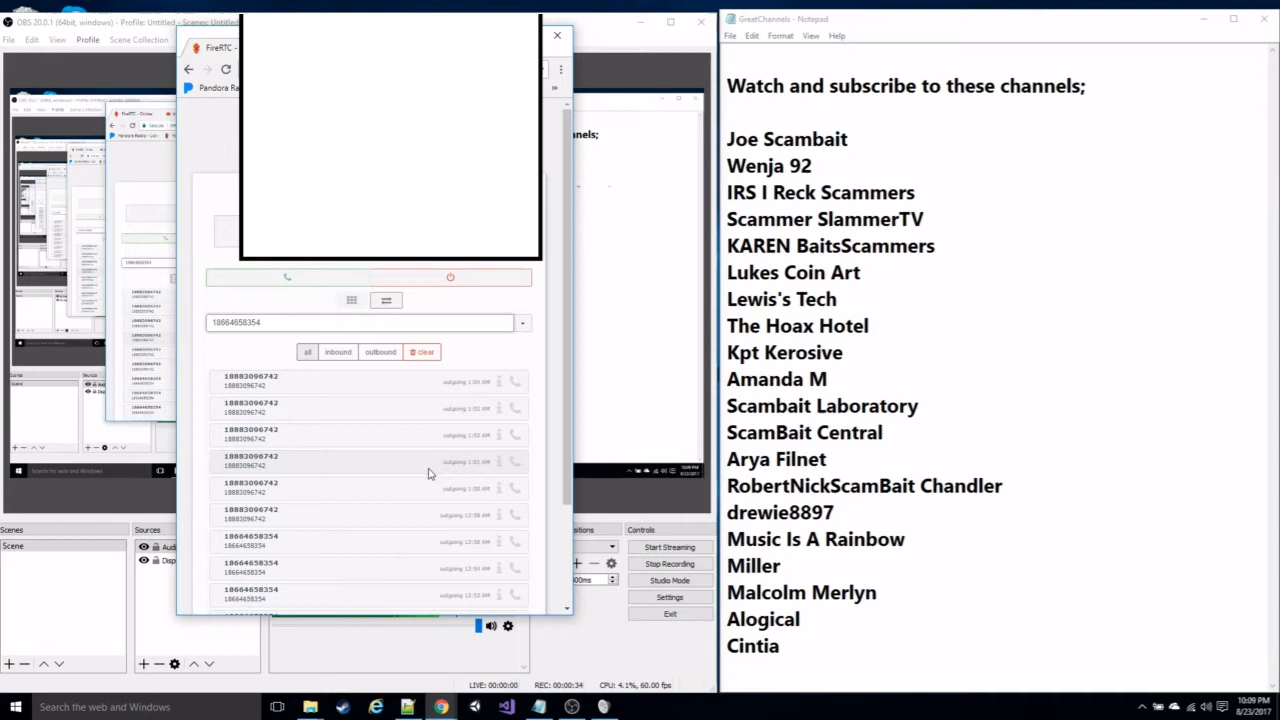 OBS 20.0.1 (64bit, windows) - Profile: Untitled - Scenes: Untitled
File Edit View Profile Scene Collection
FireRTC -
Pandora Ra
18664658354
all inbound outbound clear
18883096742
18883096742
outgoing 1:04 AM
18883096742
18883096742
outgoing 1:02 AM
18883096742
18883096742
outgoing 1:02 AM
18883096742
18883096742
outgoing 1:01 AM
18883096742
18883096742
outgoing 1:00 AM
18883096742
18883096742
outgoing 12:58 AM
18664658354
18664658354
outgoing 12:58 AM
18664658354
18664658354
outgoing 12:54 AM
18664658354
18664658354
outgoing 12:53 AM
nnels;
Scenes
Scene
Sources
Audi
Disp
sitions
00ms
Controls
Start Streaming
Stop Recording
Studio Mode
Settings
Exit
LIVE: 00:00:00 REC: 00:00:34 CPU: 4.1%, 60.00 fps
GreatChannels - Notepad
File Edit Format View Help
Watch and subscribe to these channels;
Joe Scambait
Wenja 92
IRS I Reck Scammers
Scammer SlammerTV
KAREN BaitsScammers
Lukes Coin Art
Lewis's Tech
The Hoax Hotel
Kpt Kerosive
Amanda M
Scambait Laboratory
ScamBait Central
Arya Filnet
RobertNickScamBait Chandler
drewie8897
Music Is A Rainbow
Miller
Malcolm Merlyn
Alogical
Cintia
Search the web and Windows
10:09 PM
8/23/2017